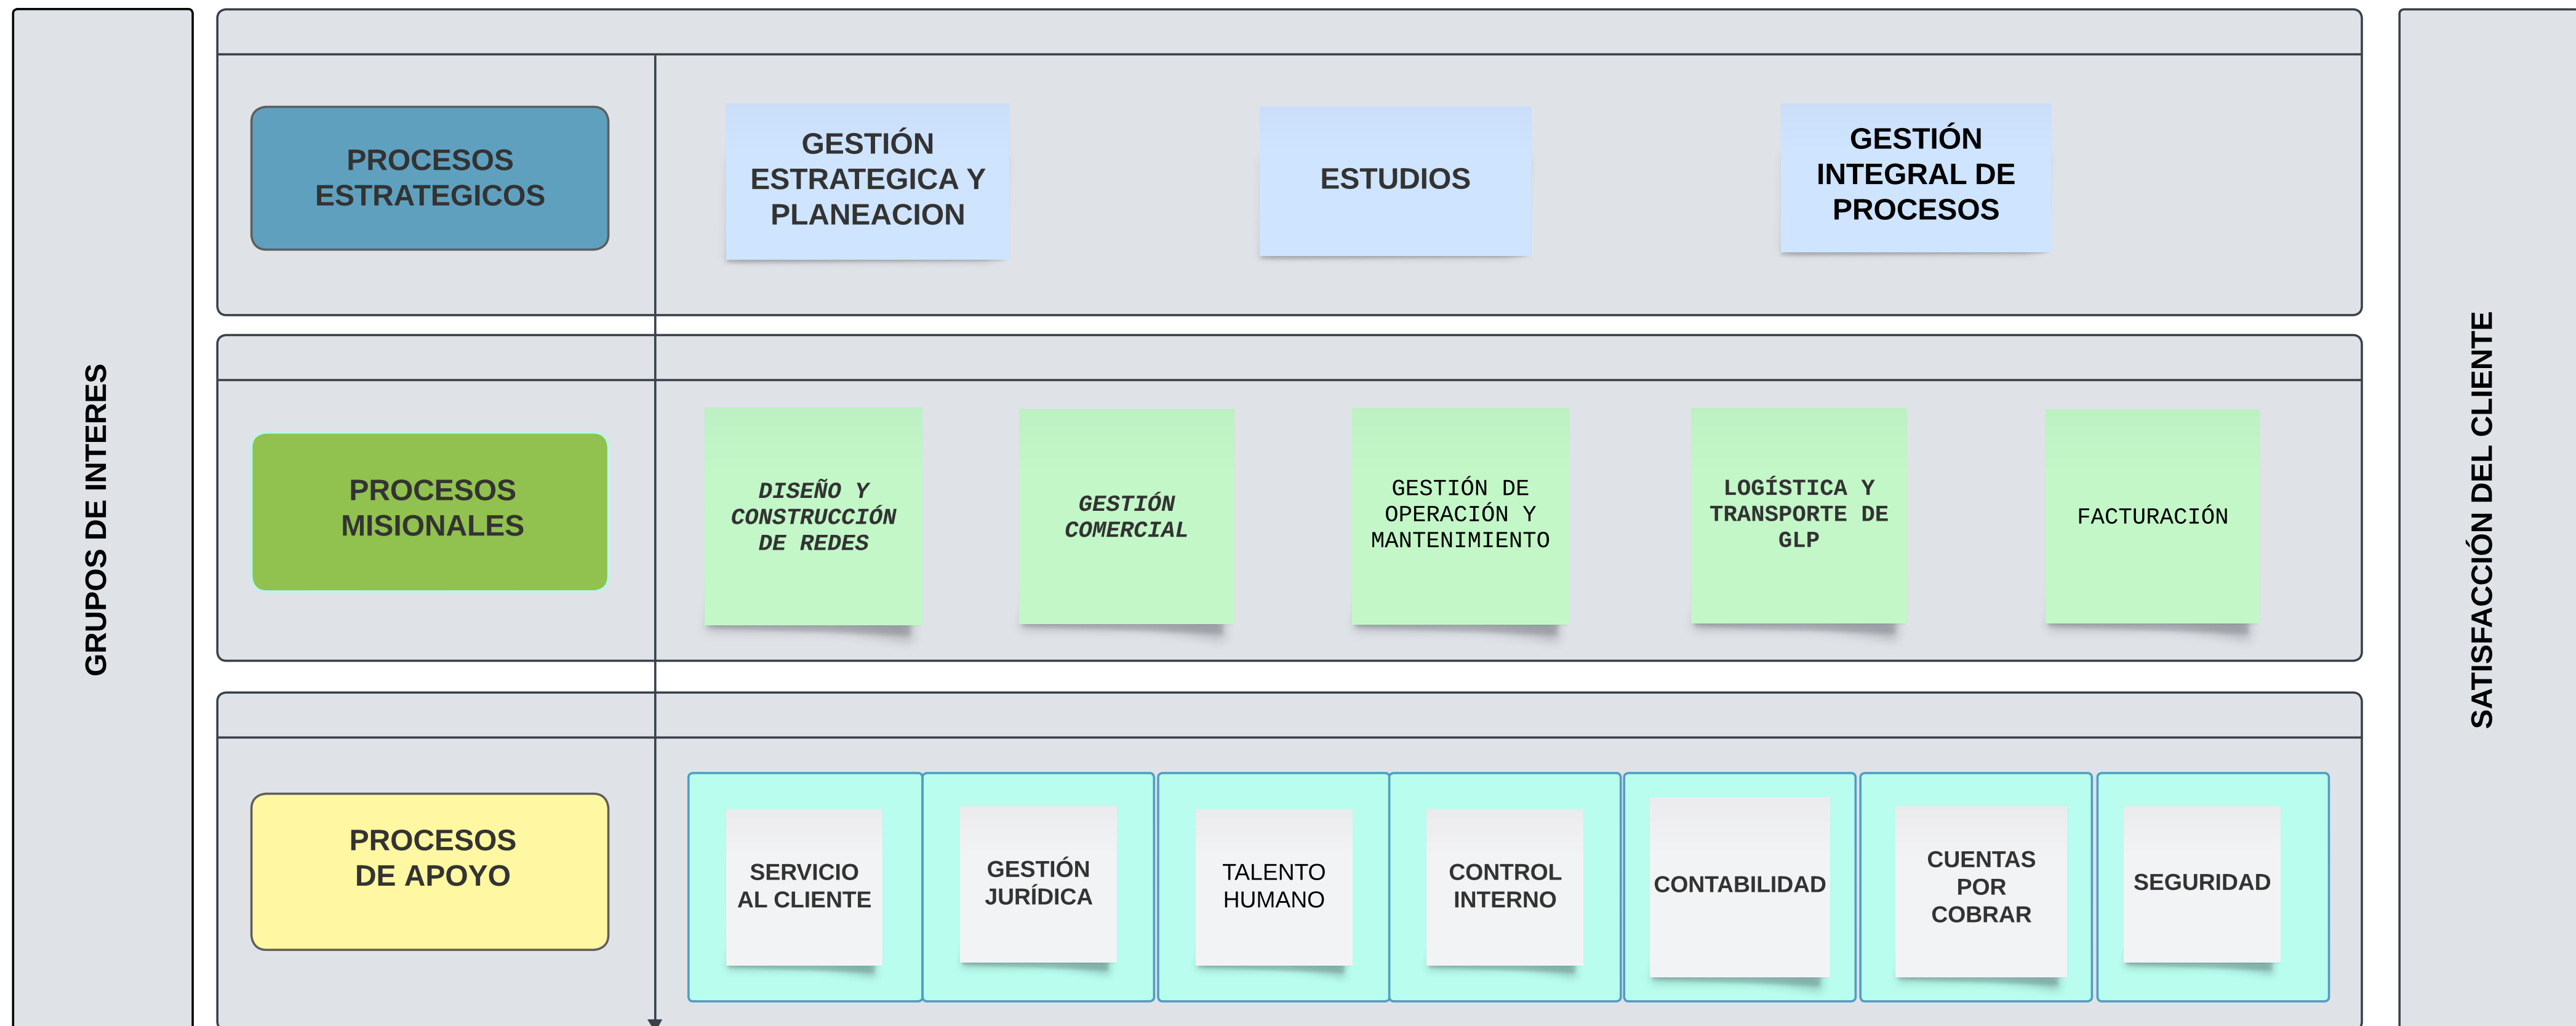 GRUPOS DE INTERES
PROCESOS
ESTRATEGICOS
GESTIÓN
ESTRATEGICA Y
PLANEACION
ESTUDIOS
GESTIÓN
INTEGRAL DE
PROCESOS
PROCESOS
MISIONALES
DISEÑO Y
CONSTRUCCIÓN
DE REDES
GESTIÓN
COMERCIAL
GESTIÓN DE
OPERACIÓN Y
MANTENIMIENTO
LOGÍSTICA Y
TRANSPORTE DE
GLP
FACTURACIÓN
PROCESOS
DE APOYO
SERVICIO
AL CLIENTE
GESTIÓN
JURÍDICA
TALENTO
HUMANO
CONTROL
INTERNO
CONTABILIDAD
CUENTAS
POR
COBRAR
SEGURIDAD
SATISFACCIÓN DEL CLIENTE